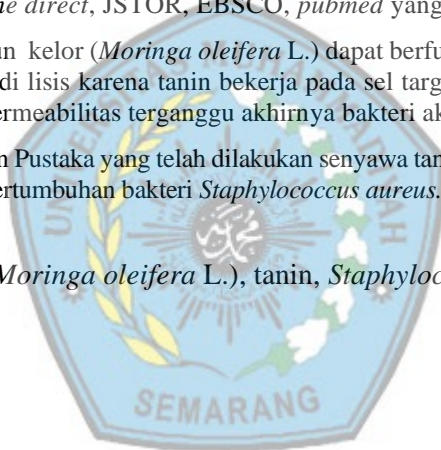 ne direct, JSTOR, EBSCO, pubmed yang
un kelor (Moringa oleifera L.) dapat berfu
di lisis karena tanin bekerja pada sel targ
ermeabilitas terganggu akhirnya bakteri ak
n Pustaka yang telah dilakukan senyawa tan
ertumbuhan bakteri Staphylococcus aureus.
Moringa oleifera L.), tanin, Staphyloc
SEMARANG